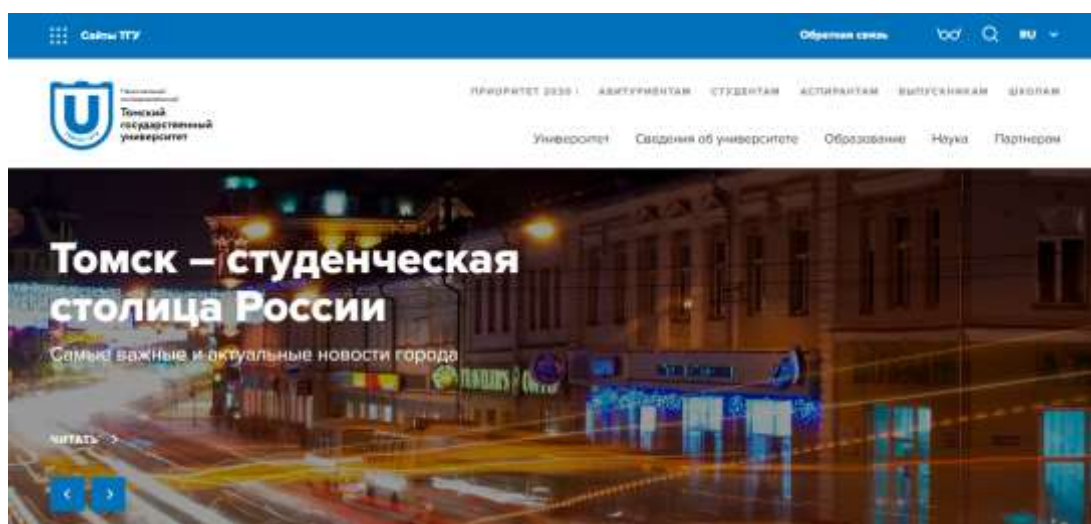 Сайты ТГУ
Обратная связь
RU
Томский
государственный
университет
ПРИОРИТЕТ 2030 АБИТУРИЕНТАМ СТУДЕНТАМ АСПИРАНТАМ ВЫПУСКНИКАМ ШКОЛАМ
Университет Сведения об университете Образование Наука Партнерам
Томск – студенческая
столица России
Самые важные и актуальные новости города
ЧИТАТЬ >